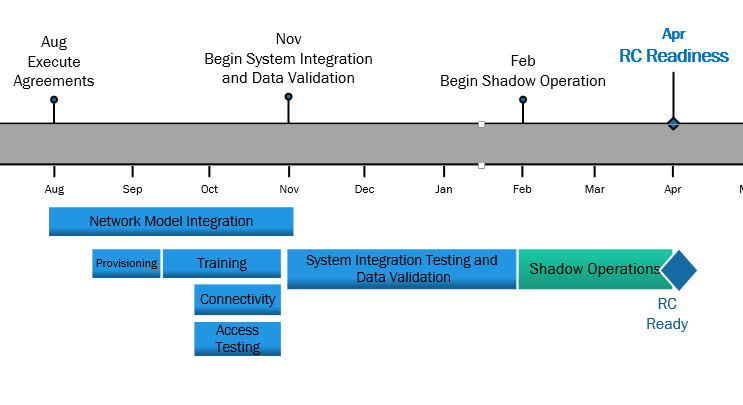 Aug
Execute
Agreements
Nov
Begin System Integration
and Data Validation
Feb
Begin Shadow Operation
Apr
RC Readiness
Aug
Sep
Oct
Nov
Dec
Jan
Feb
Mar
Apr
Network Model Integration
Provisioning
Training
System Integration Testing and
Data Validation
Shadow Operations
Connectivity
Access
Testing
RC
Ready